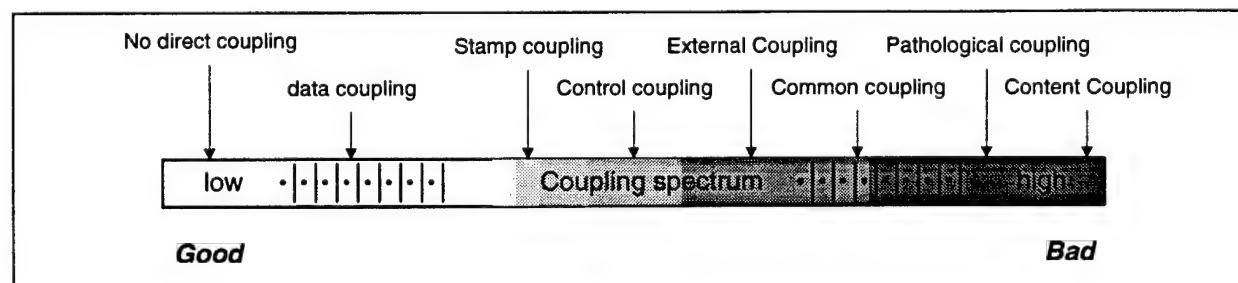 No direct coupling
Stamp coupling
External Coupling
Pathological coupling
data coupling
Control coupling
Common coupling
Content Coupling
low
Coupling spectrum
high
Good
Bad